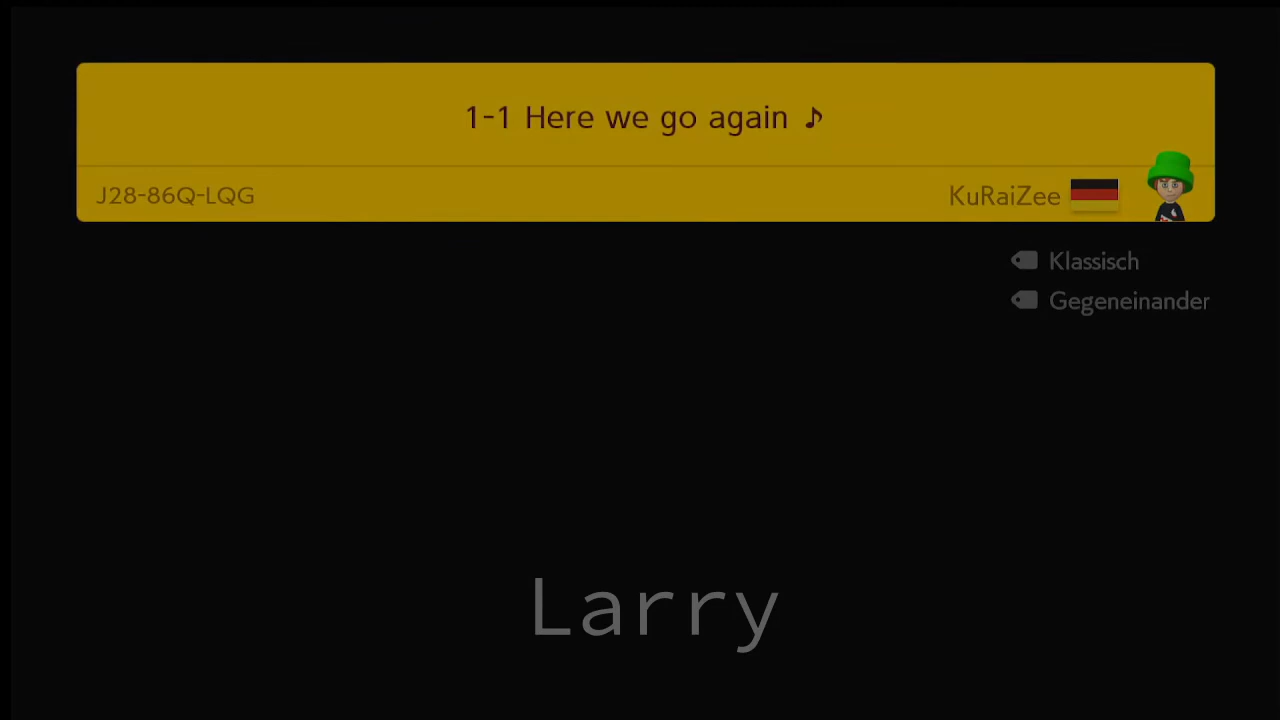 1-1 Here we go again ♪
J28-86Q-LQG
KuRaiZee
Klassisch
Gegeneinander
Larry